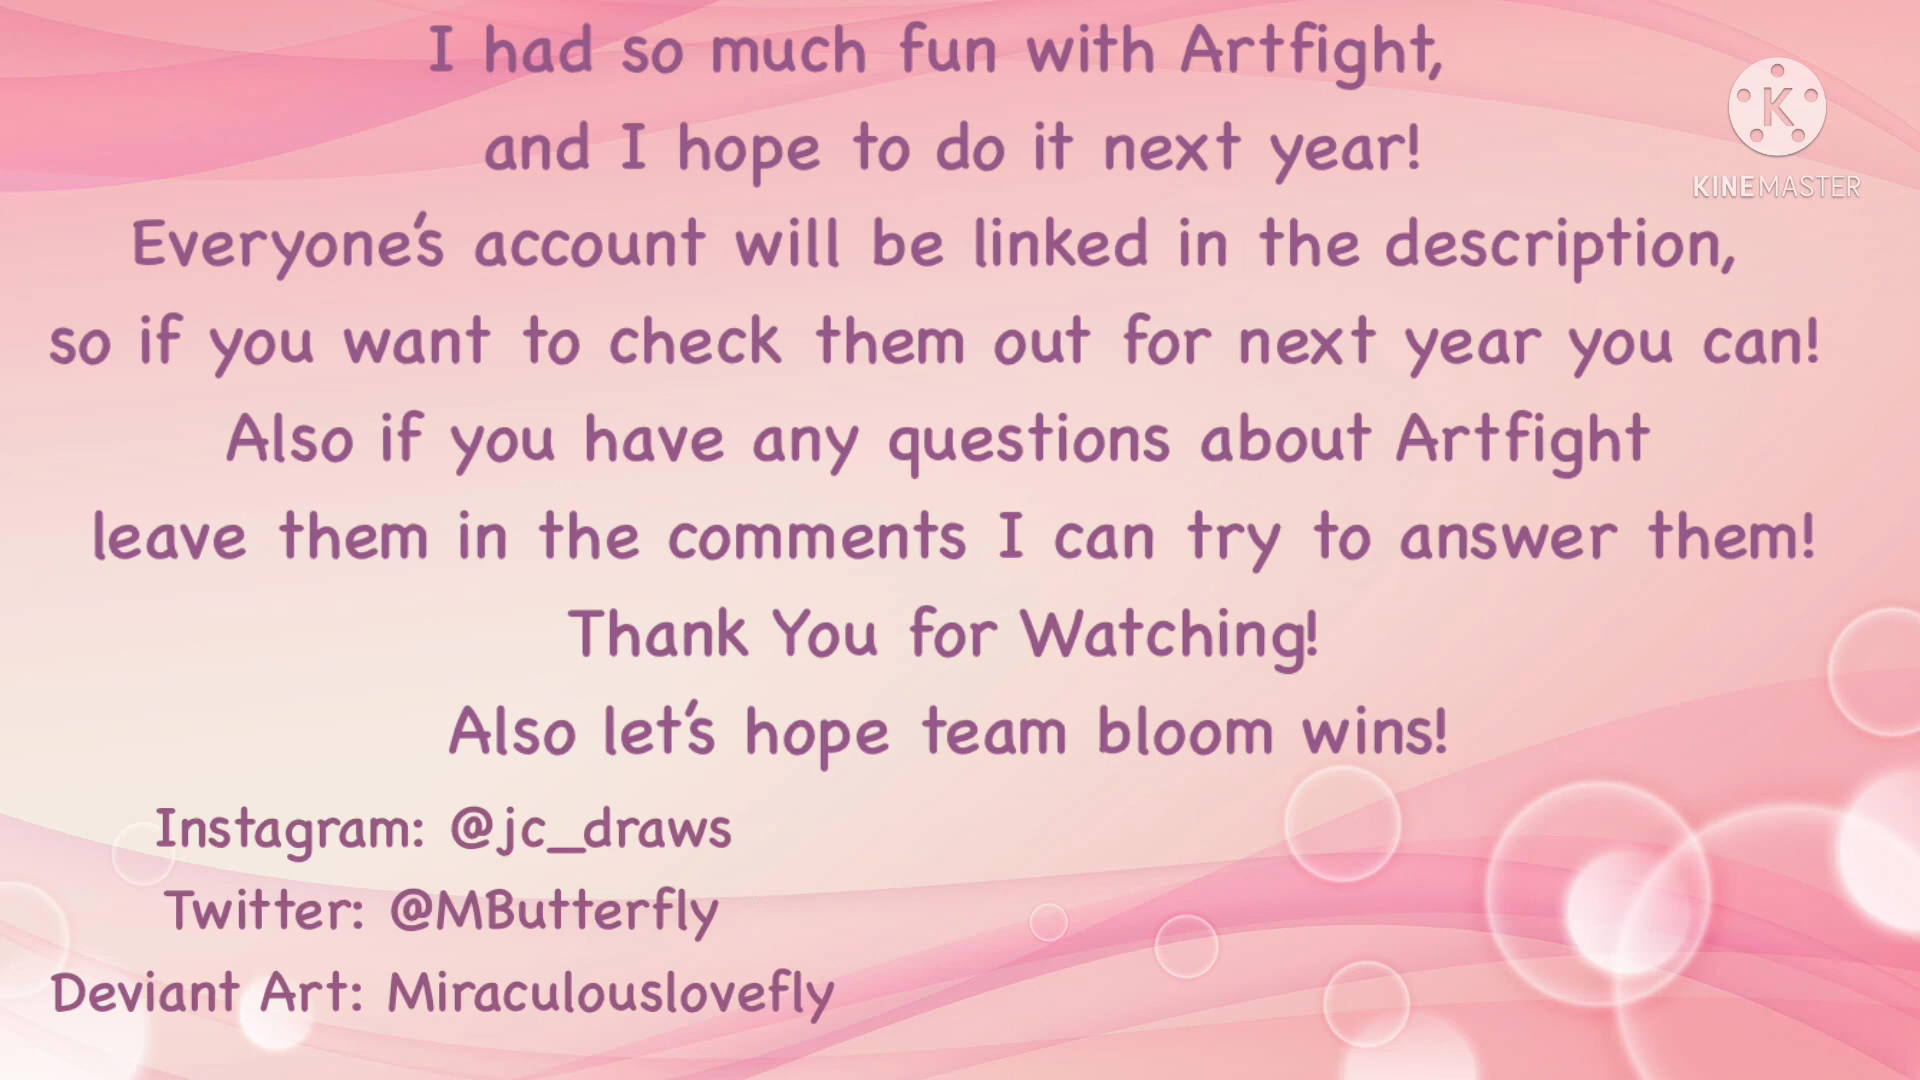 I had so much fun with Artfight,
and I hope to do it next year!
Everyone's account will be linked in the description,
so if you want to check them out for next year you can!
Also if you have any questions about Artfight
leave them in the comments I can try to answer them!
Thank You for Watching!
Also let's hope team bloom wins!
Instagram: @jc_draws
Twitter: @MButterfly
Deviant Art: Miraculouslovefly
K
KINEMASTER